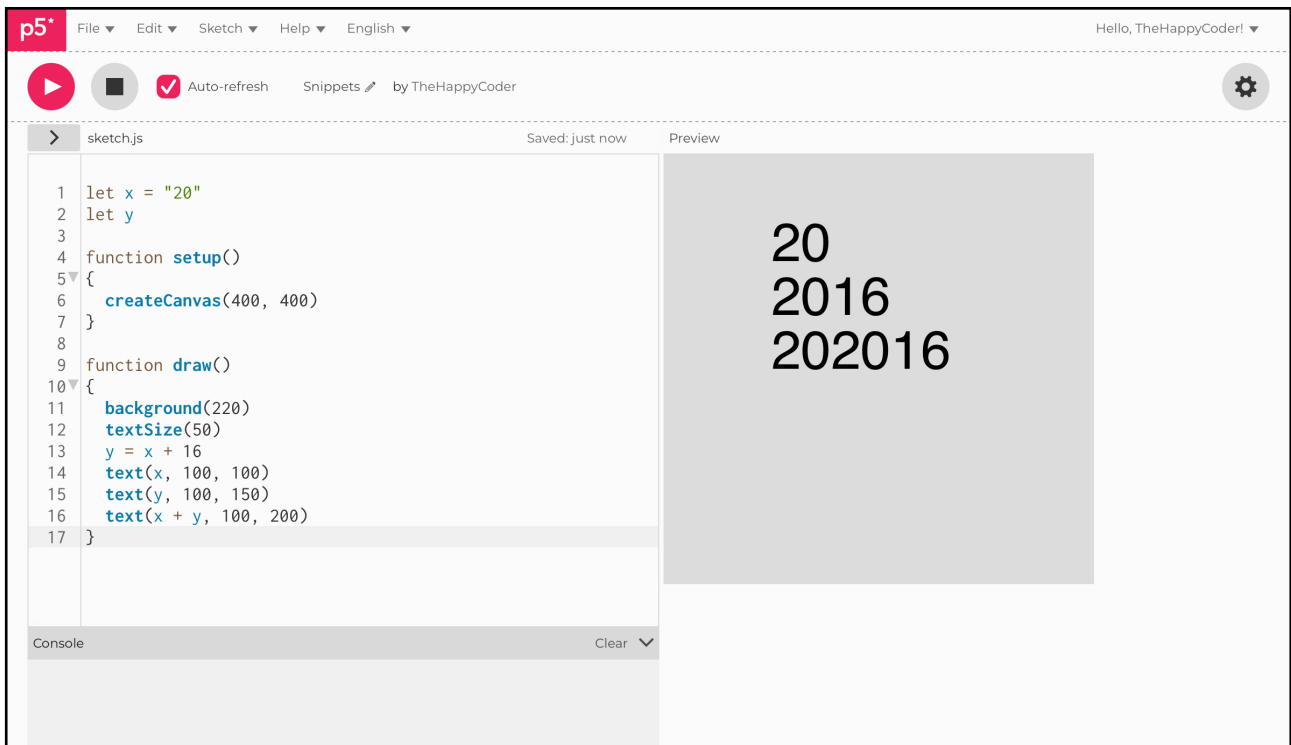 p5* File Edit Sketch Help English Hello, TheHappyCoder!
Auto-refresh Snippets by TheHappyCoder
sketch.js Saved: just now Preview
1 let x = "20"
2 let y
3
4 function setup()
5 {
6   createCanvas(400, 400)
7 }
8
9 function draw()
10 {
11   background(220)
12   textSize(50)
13   y = x + 16
14   text(x, 100, 100)
15   text(y, 100, 150)
16   text(x + y, 100, 200)
17 }
20
2016
202016
Console Clear